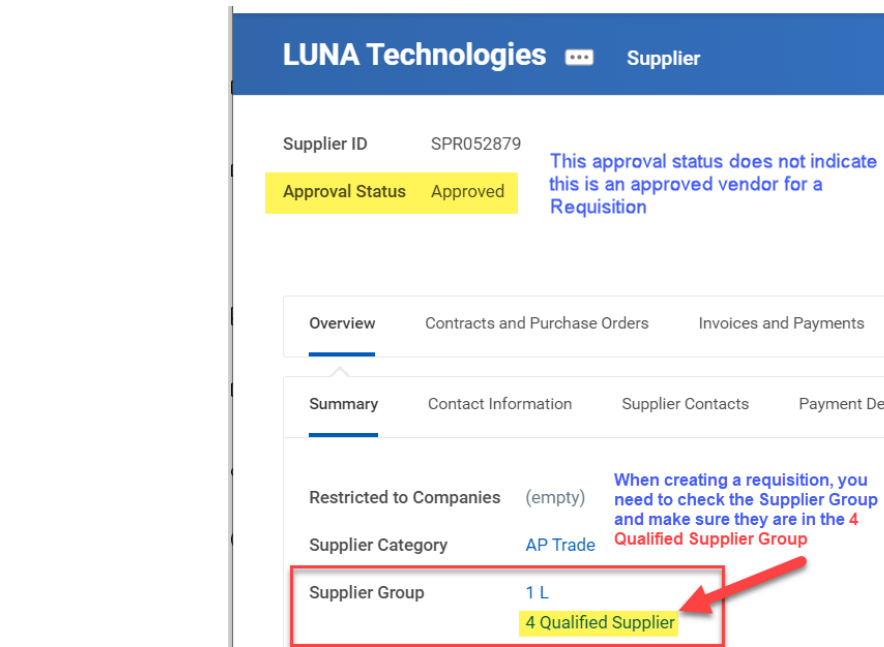 LUNA Technologies Supplier
Supplier ID SPR052879
This approval status does not indicate
this is an approved vendor for a
Requisition
Approval Status Approved
Overview Contracts and Purchase Orders Invoices and Payments
Summary Contact Information Supplier Contacts Payment De
When creating a requisition, you
need to check the Supplier Group
and make sure they are in the 4
Qualified Supplier Group
Restricted to Companies (empty)
Supplier Category AP Trade
Supplier Group 1 L
4 Qualified Supplier